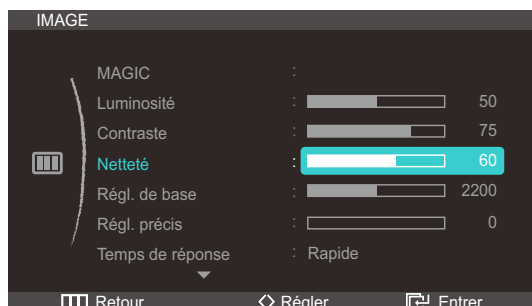 IMAGE
MAGIC :
Luminosité : 50
Contraste : 75
Netteté : 60
Régl. de base : 2200
Régl. précis : 0
Temps de réponse : Rapide
Retour Régler Entrer